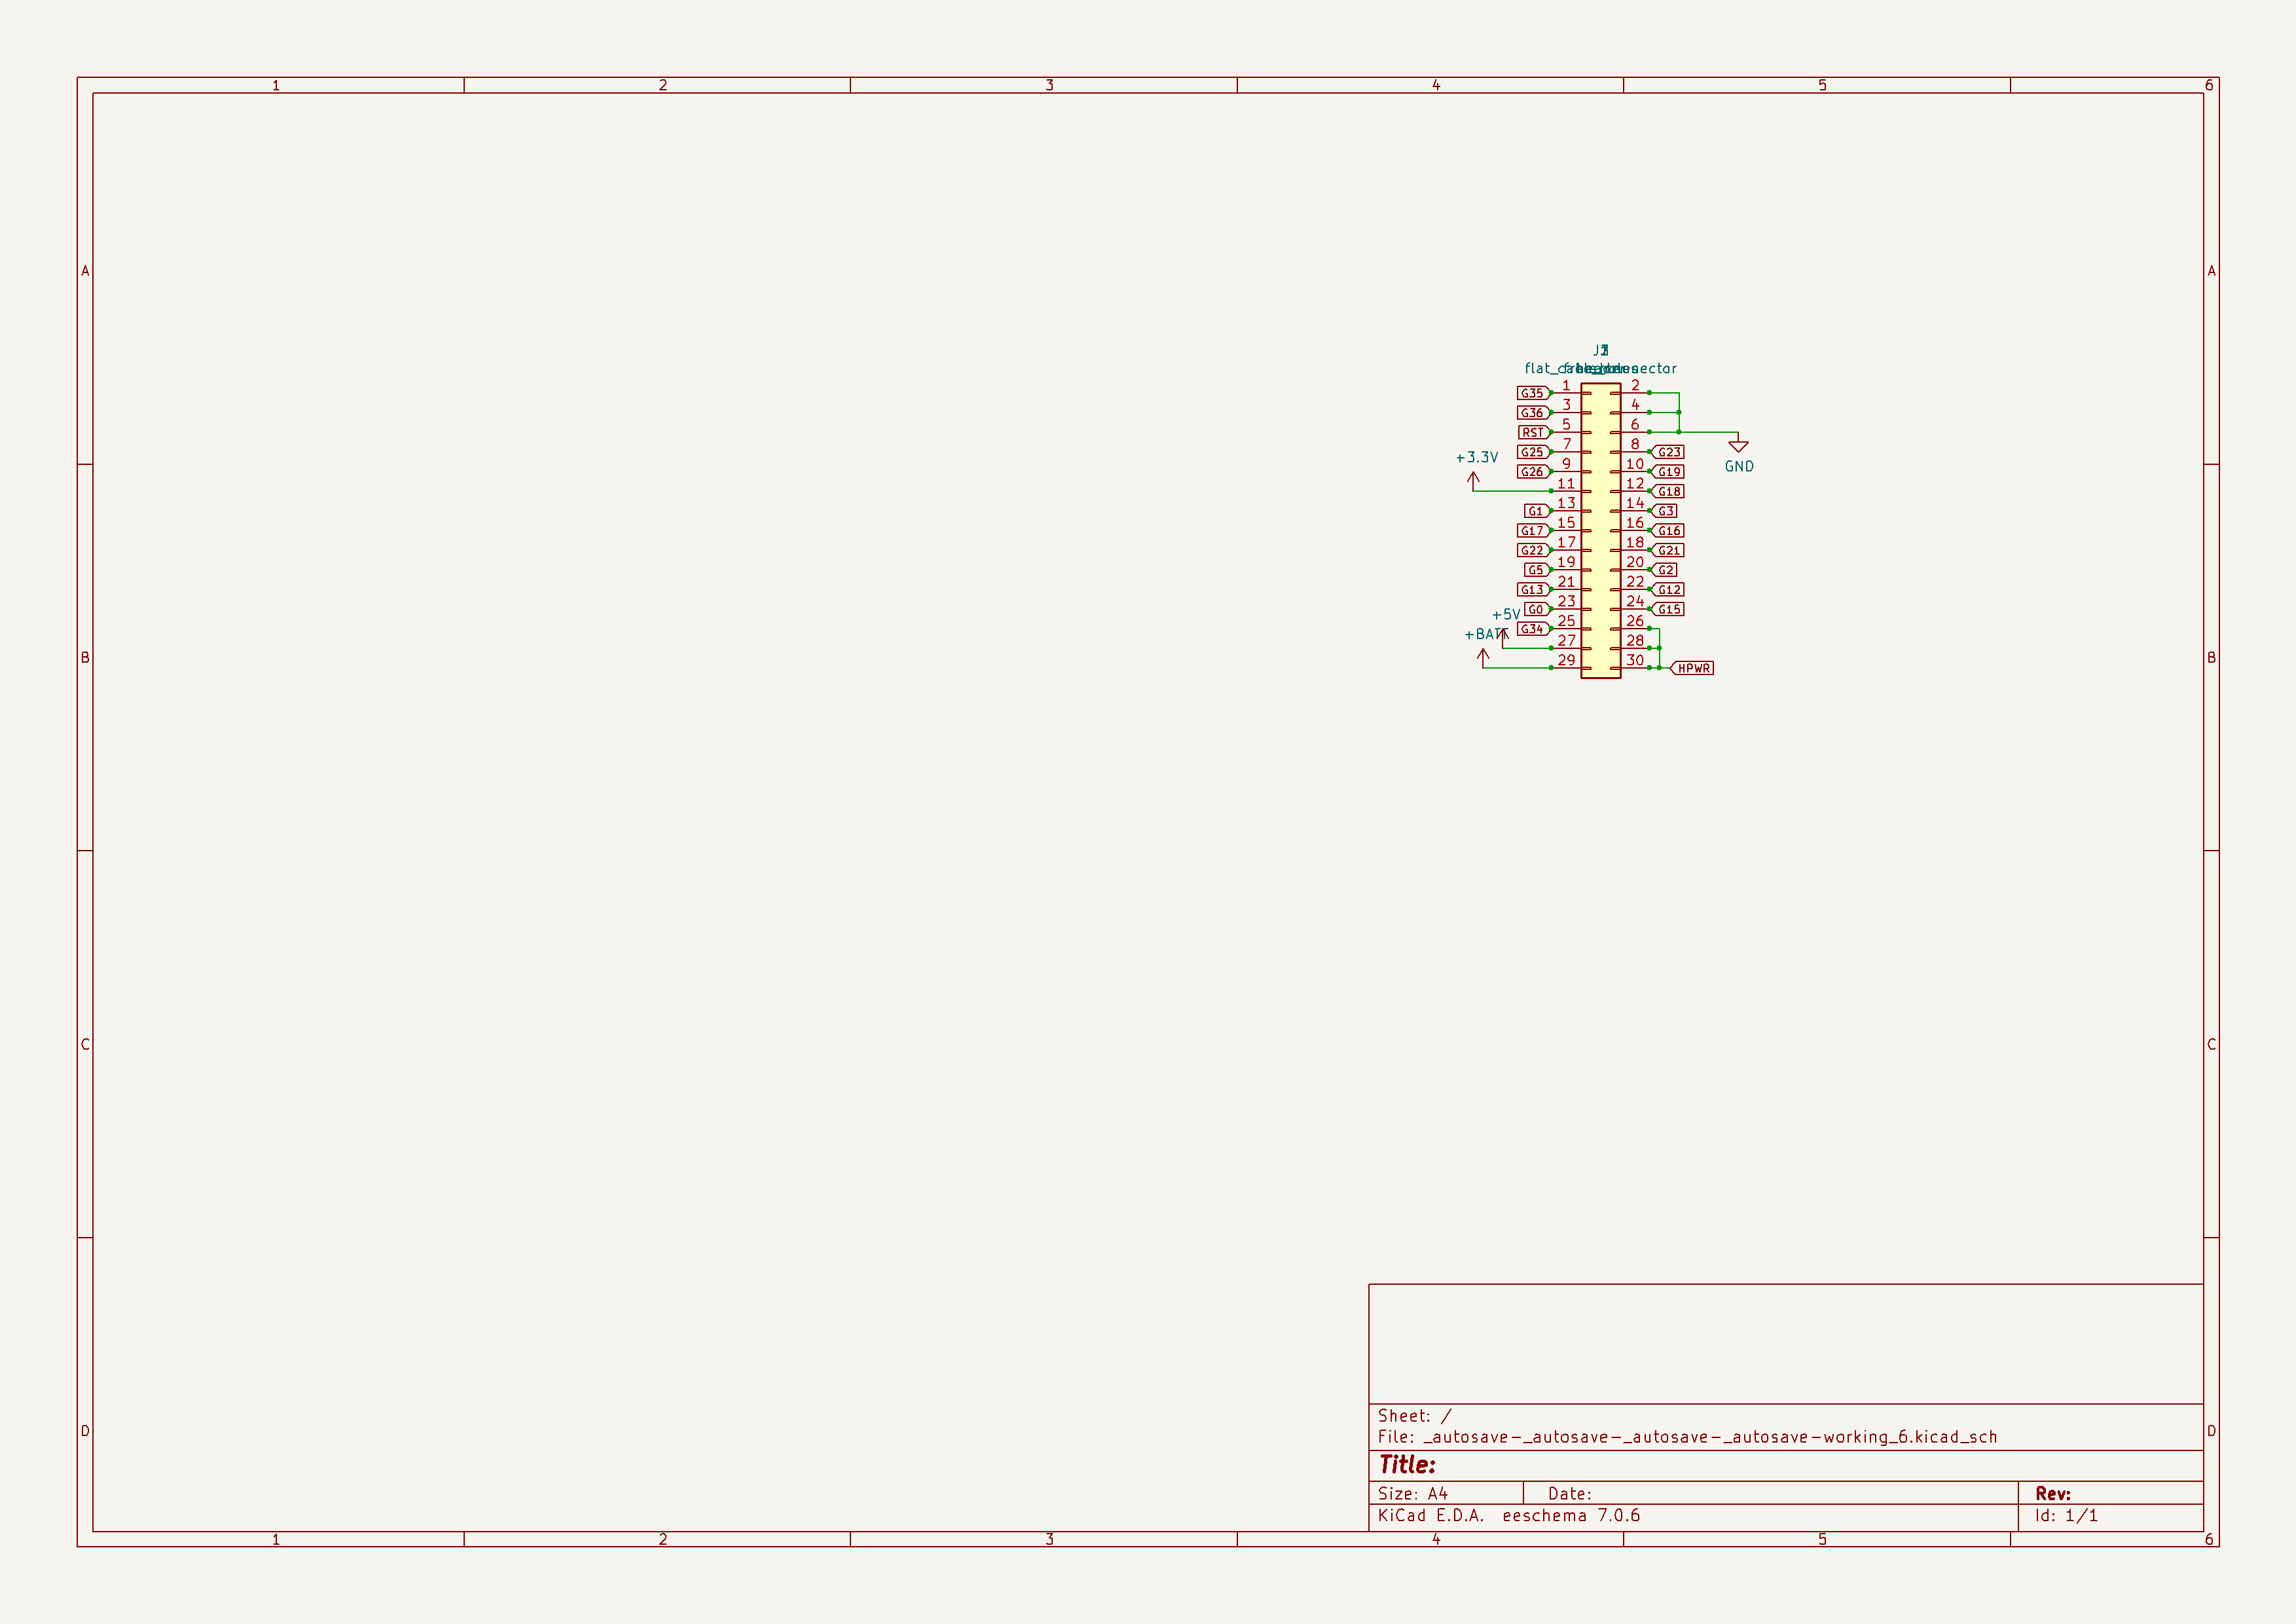 1 2 3 4 5 6
A A
1 2
G35
3 4
G36
5 6
RST
7 8
G25 G23
+3.3V GND
9 10
G26 G19
11 12
G18
13 14
G1 G3
15 16
G17 G16
17 18
G22 G21
19 20
G5 G2
21 22
G13 G12
23 24
G0 G15
+5V
25 26
G34
+BATT
27 28
29 30
HPWR
B B
C C
Sheet: /
File: _autosave-_autosave-_autosave-_autosave-working_6.kicad_sch
D D
Title:
Size: A4 Date: Rev:
KiCad E.D.A. eeschema 7.0.6 Id: 1/1
1 2 3 4 5 6